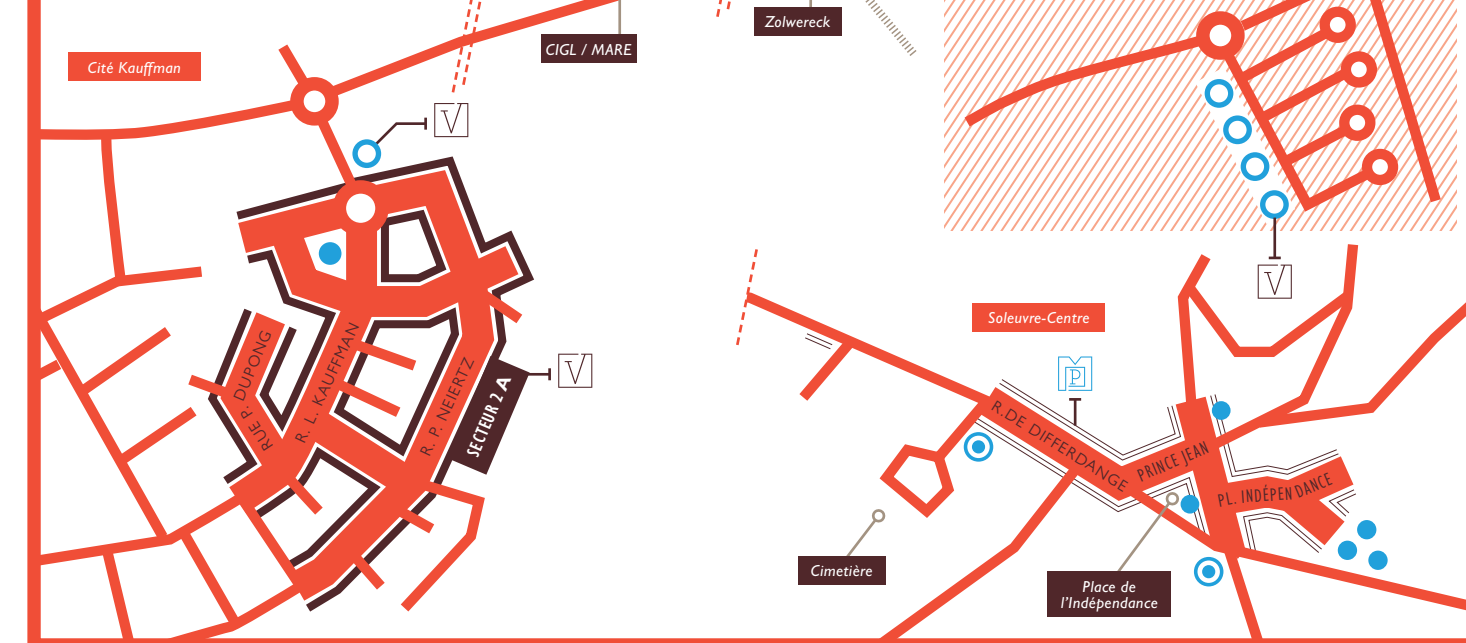 Zolwereck
CIGL / MARE
Cité Kauffman
V
V
Soleuvre-Centre
RUE P. DUPONG
R. L. KAUFFMAN
R. P. NEIERTZ
SECTEUR 2 A
V
P
R.DE DIFFERDANGE
PRINCE JEAN
PL. INDÉPENDANCE
Cimetière
Place de
l'Indépendance